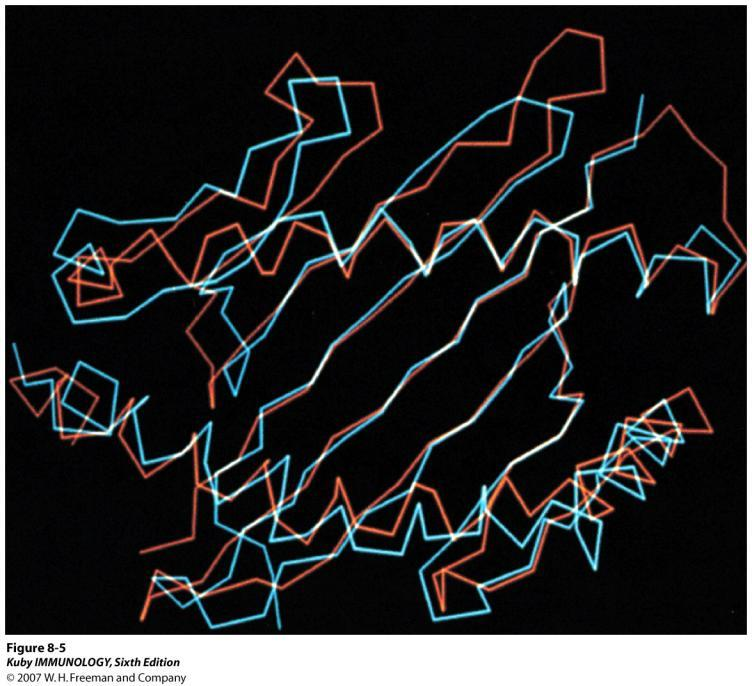 Figure 8-5
Kuby IMMUNOLOGY, Sixth Edition
© 2007 W. H. Freeman and Company